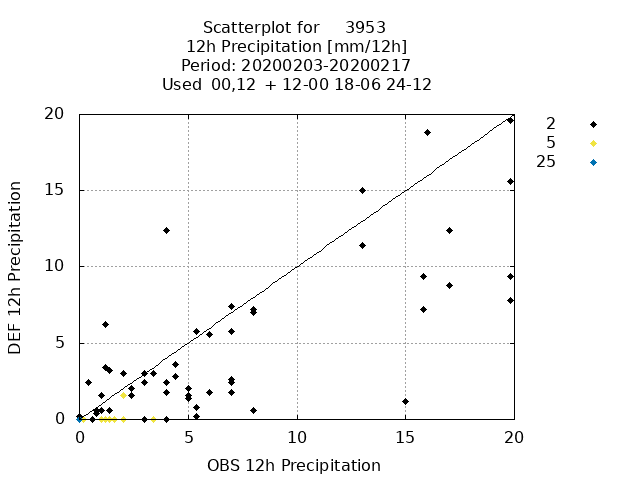 Scatterplot for 3953
12h Precipitation [mm/12h]
Period: 20200203-20200217
Used 00,12 + 12-00 18-06 24-12
20
15
10
5
0
DEF 12h Precipitation
0 5 10 15 20
OBS 12h Precipitation
2
5
25